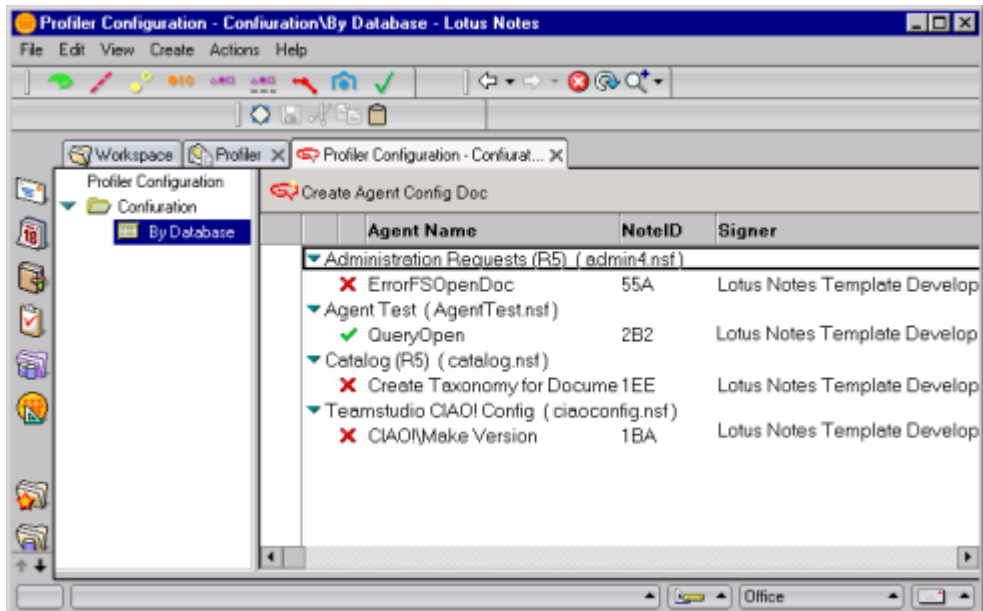 Profiler Configuration - Confiuration\By Database - Lotus Notes
File Edit View Create Actions Help
Workspace Profiler Profiler Configuration - Confiurat...
Profiler Configuration
Confiuration
By Database
Create Agent Config Doc
Agent Name NoteID Signer
Administration Requests (R5) (admin4.nsf)
ErrorFSOpenDoc 55A Lotus Notes Template Develop
Agent Test (AgentTest.nsf)
QueryOpen 2B2 Lotus Notes Template Develop
Catalog (R5) (catalog.nsf)
Create Taxonomy for Docume 1EE Lotus Notes Template Develop
Teamstudio CIAO! Config (ciaoconfig.nsf)
CIAO!\Make Version 1BA Lotus Notes Template Develop
18
Office